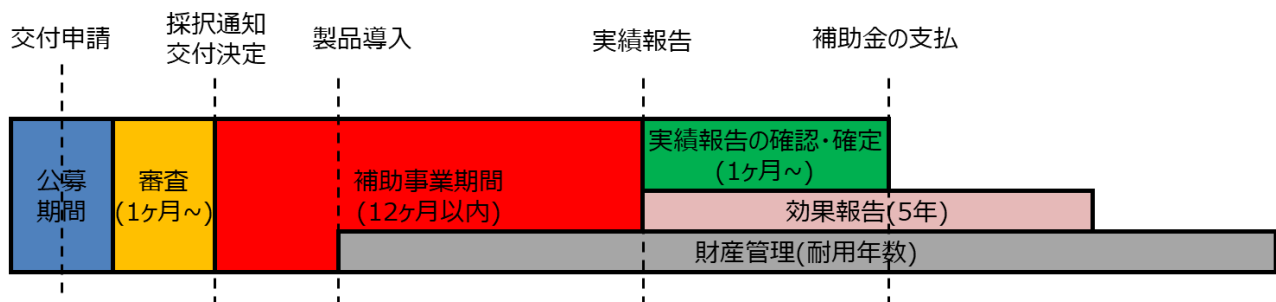 交付申請
採択通知
交付決定
製品導入
実績報告
補助金の支払
公募
期間
審査
(1ヶ月~)
補助事業期間
(12ヶ月以内)
実績報告の確認・確定
(1ヶ月~)
効果報告(5年)
財産管理(耐用年数)